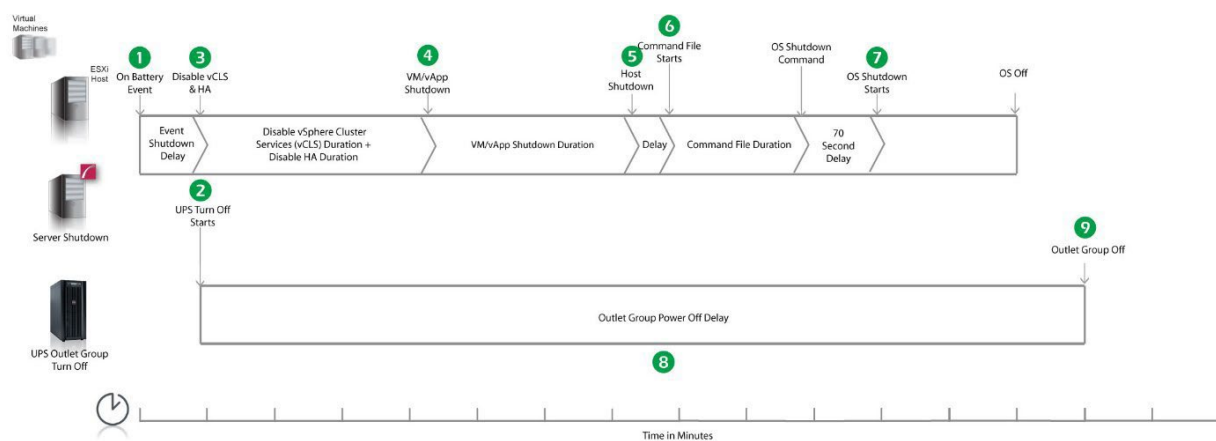 Virtual
Machines
ESXi
Host
1
On Battery
Event
3
Disable vCLS
& HA
4
VM/vApp
Shutdown
5
Host
Shutdown
6
Command File
Starts
OS Shutdown
Command
7
OS Shutdown
Starts
OS Off
Event
Shutdown
Delay
Disable vSphere Cluster
Services (vCLS) Duration +
Disable HA Duration
VM/vApp Shutdown Duration
Delay
Command File Duration
70
Second
Delay
2
UPS Turn Off
Starts
Server Shutdown
9
Outlet Group Off
Outlet Group Power Off Delay
UPS Outlet Group
Turn Off
8
Time in Minutes